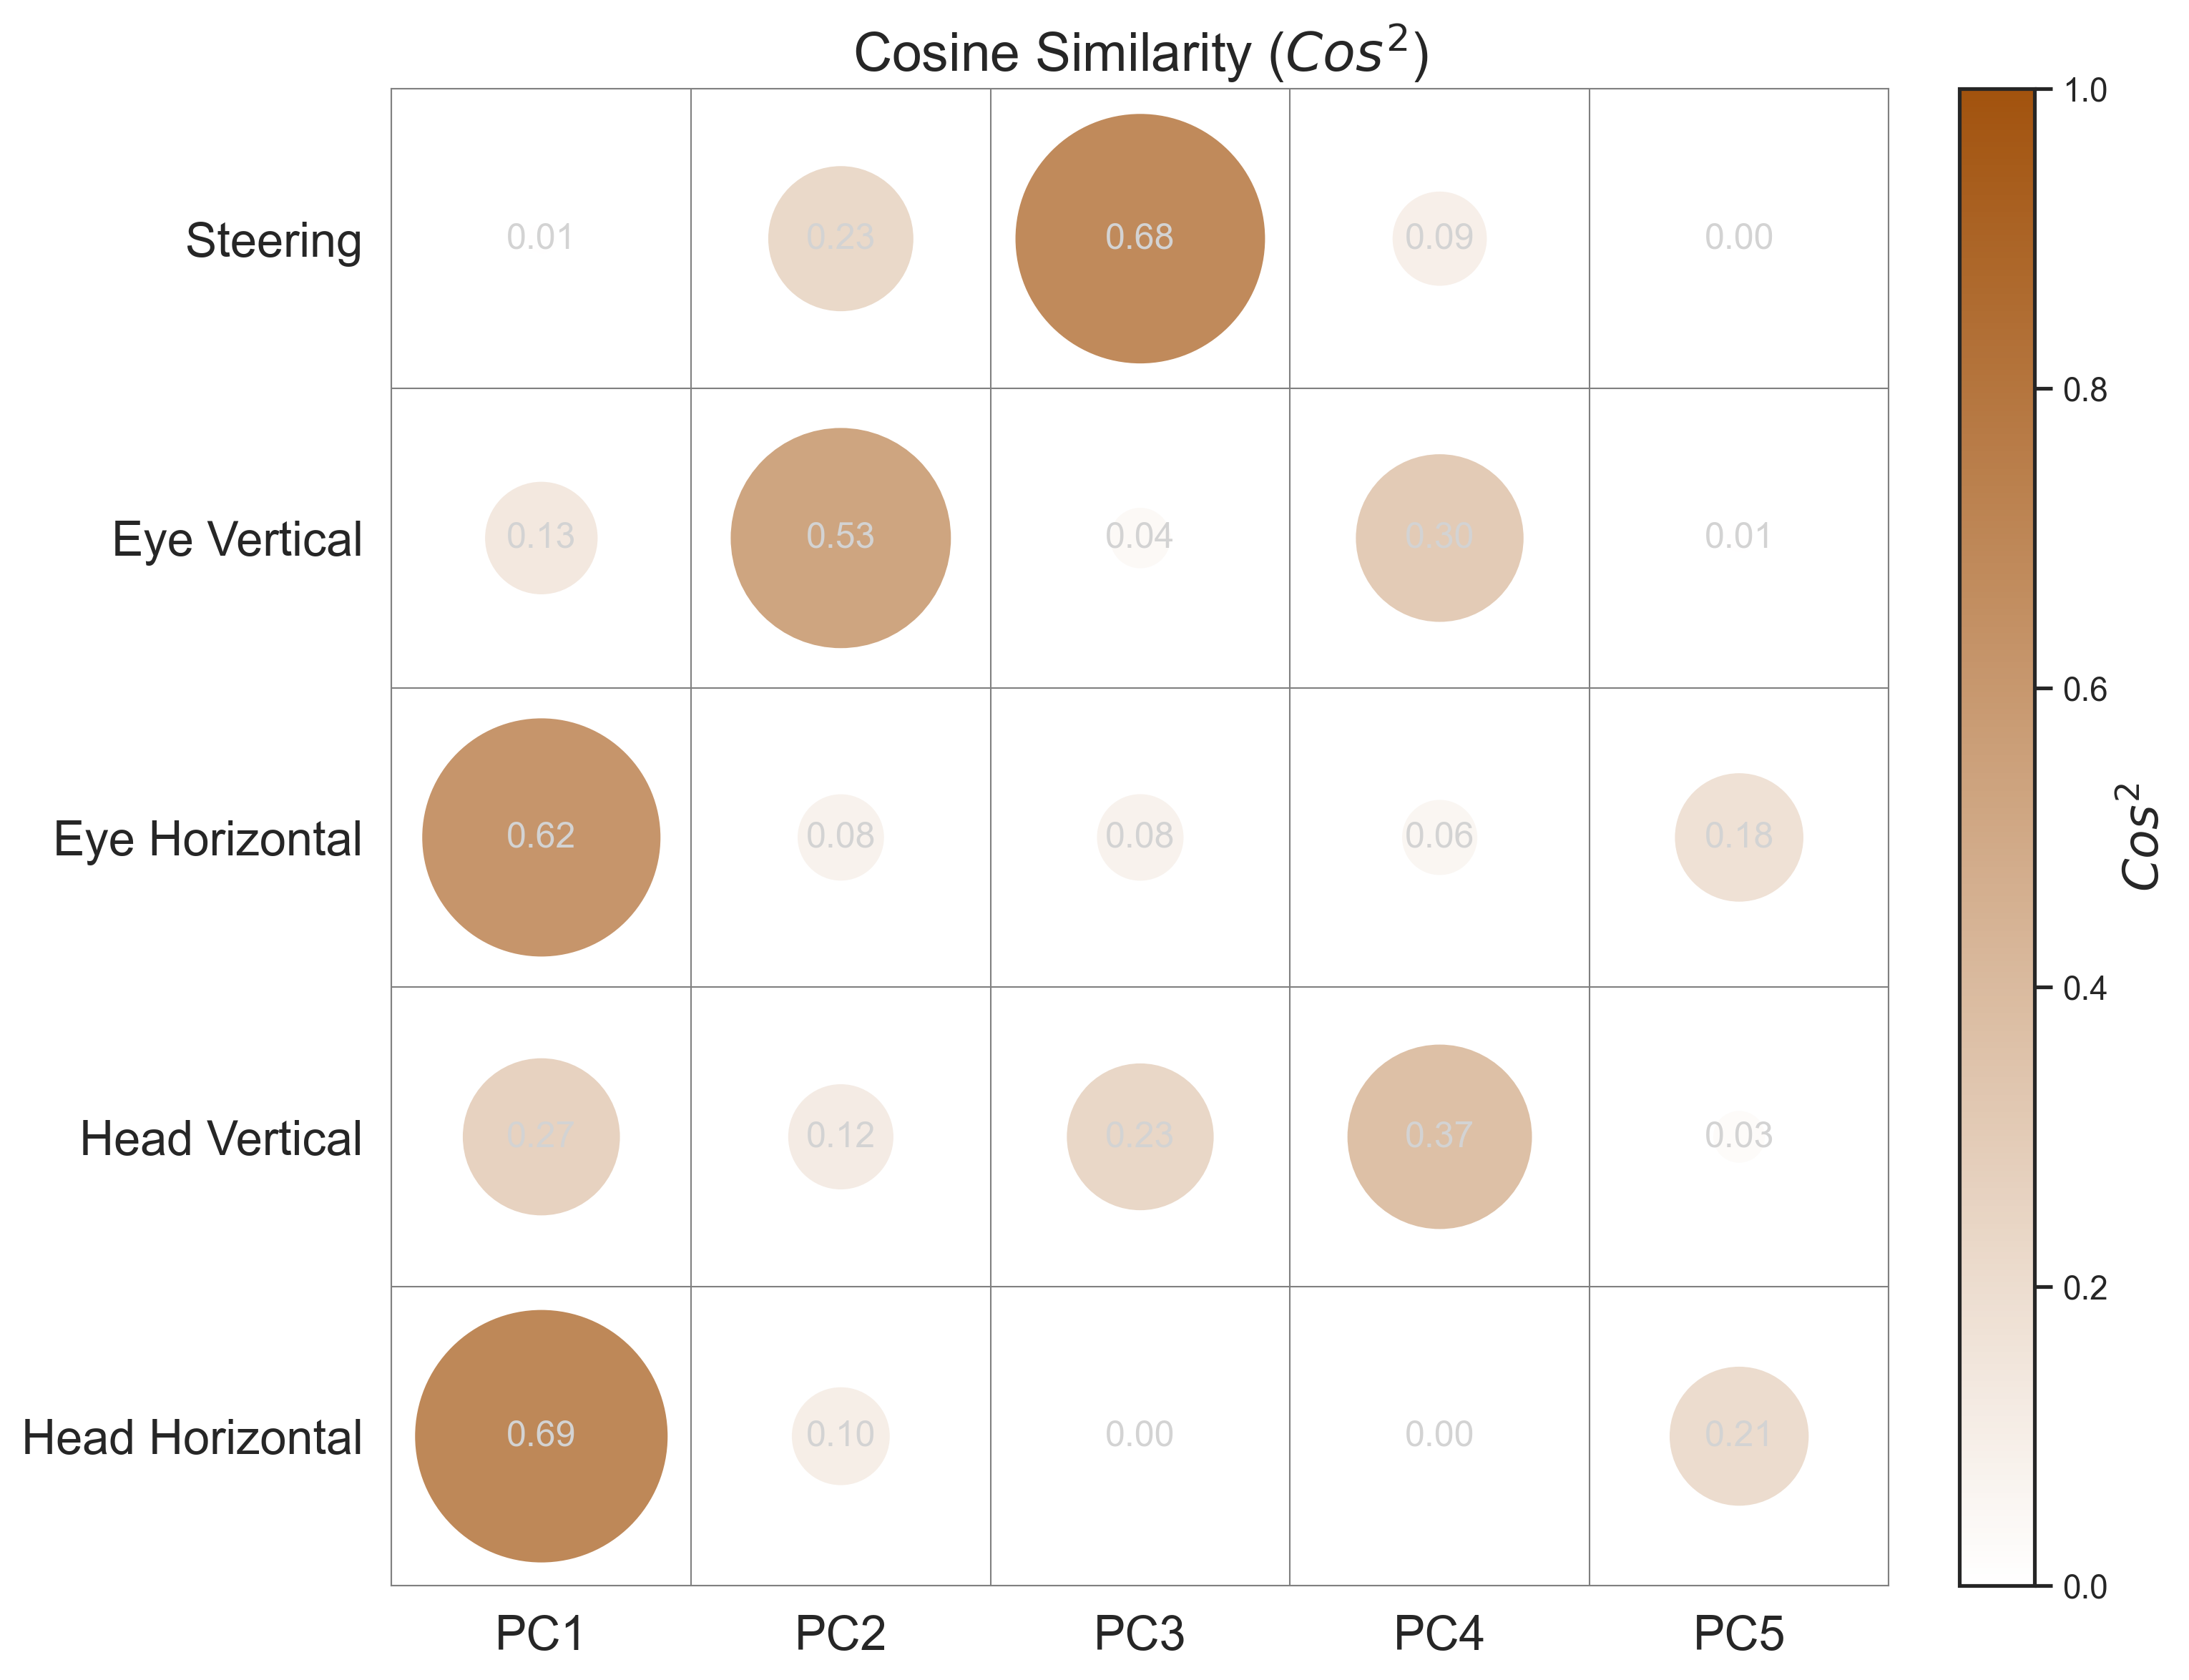 Cosine Similarity (Cos²)
Steering 0.01 0.23 0.68 0.09 0.00
Eye Vertical 0.13 0.53 0.04 0.30 0.01
Eye Horizontal 0.62 0.08 0.08 0.06 0.18
Head Vertical 0.27 0.12 0.23 0.37 0.03
Head Horizontal 0.69 0.10 0.00 0.00 0.21
PC1 PC2 PC3 PC4 PC5
1.0
0.8
0.6
0.4
0.2
0.0
Cos²